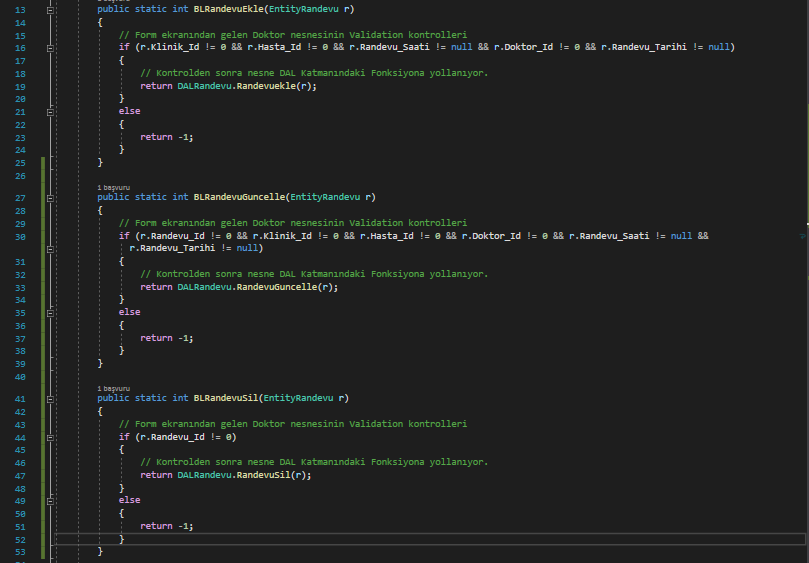 13 public static int BLRandevuEkle(EntityRandevu r)
14 {
15 // Form ekranından gelen Doktor nesnesinin Validation kontrolleri
16 if (r.Klinik_Id != 0 && r.Hasta_Id != 0 && r.Randevu_Saati != null && r.Doktor_Id != 0 && r.Randevu_Tarihi != null)
17 {
18 // Kontrolden sonra nesne DAL Katmanındaki Fonksiyona yollanıyor.
19 return DALRandevu.Randevuekle(r);
20 }
21 else
22 {
23 return -1;
24 }
25 }
26
1 başvuru
27 public static int BLRandevuGuncelle(EntityRandevu r)
28 {
29 // Form ekranından gelen Doktor nesnesinin Validation kontrolleri
30 if (r.Randevu_Id != 0 && r.Klinik_Id != 0 && r.Hasta_Id != 0 && r.Doktor_Id != 0 && r.Randevu_Saati != null &&
r.Randevu_Tarihi != null)
31 {
32 // Kontrolden sonra nesne DAL Katmanındaki Fonksiyona yollanıyor.
33 return DALRandevu.RandevuGuncelle(r);
34 }
35 else
36 {
37 return -1;
38 }
39 }
40
1 başvuru
41 public static int BLRandevuSil(EntityRandevu r)
42 {
43 // Form ekranından gelen Doktor nesnesinin Validation kontrolleri
44 if (r.Randevu_Id != 0)
45 {
46 // Kontrolden sonra nesne DAL Katmanındaki Fonksiyona yollanıyor.
47 return DALRandevu.RandevuSil(r);
48 }
49 else
50 {
51 return -1;
52 }
53 }